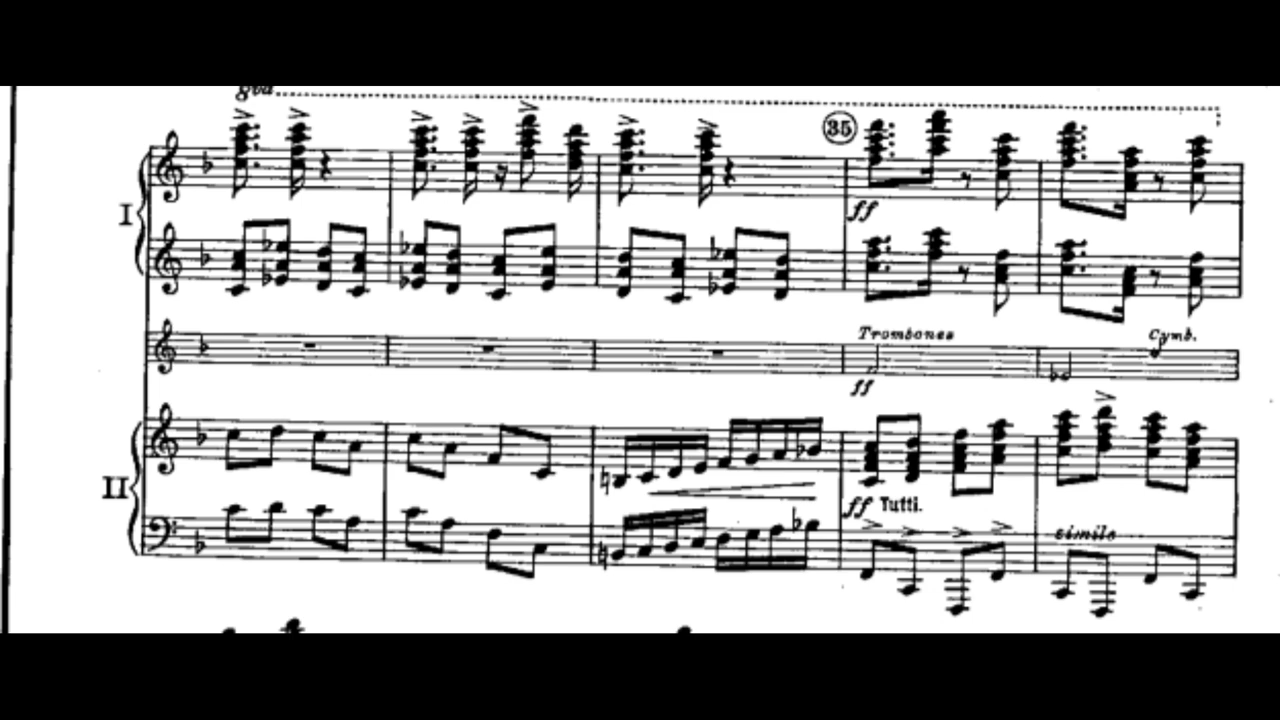 8va
35
I
ff
Trombones
Cymb.
ff
II
ff Tutti.
simile